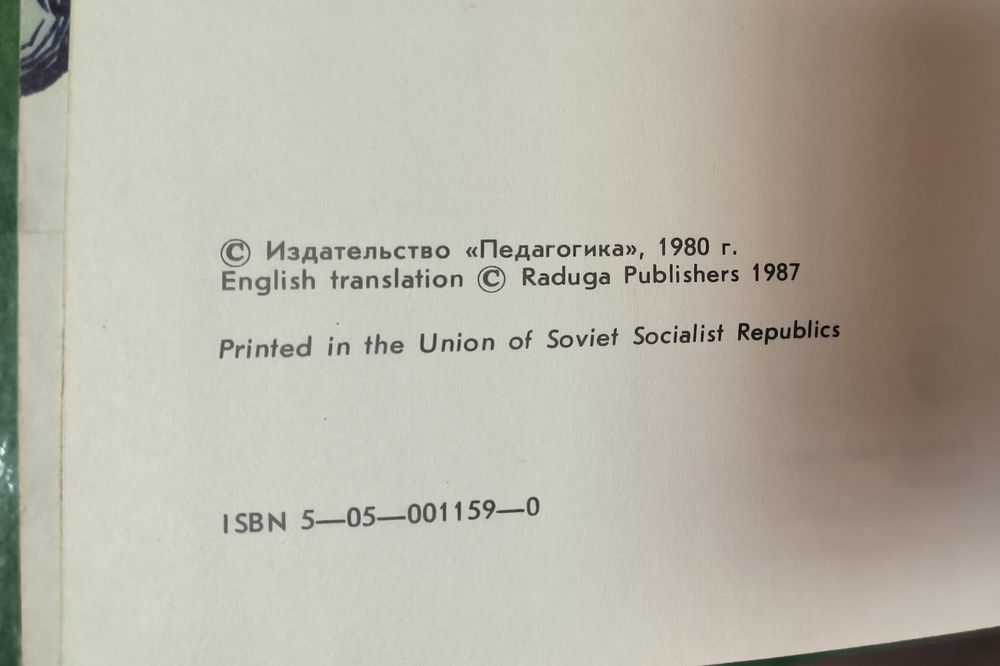 © Издательство «Педагогика», 1980 г.
English translation © Raduga Publishers 1987
Printed in the Union of Soviet Socialist Republics
ISBN 5—05—001159—0